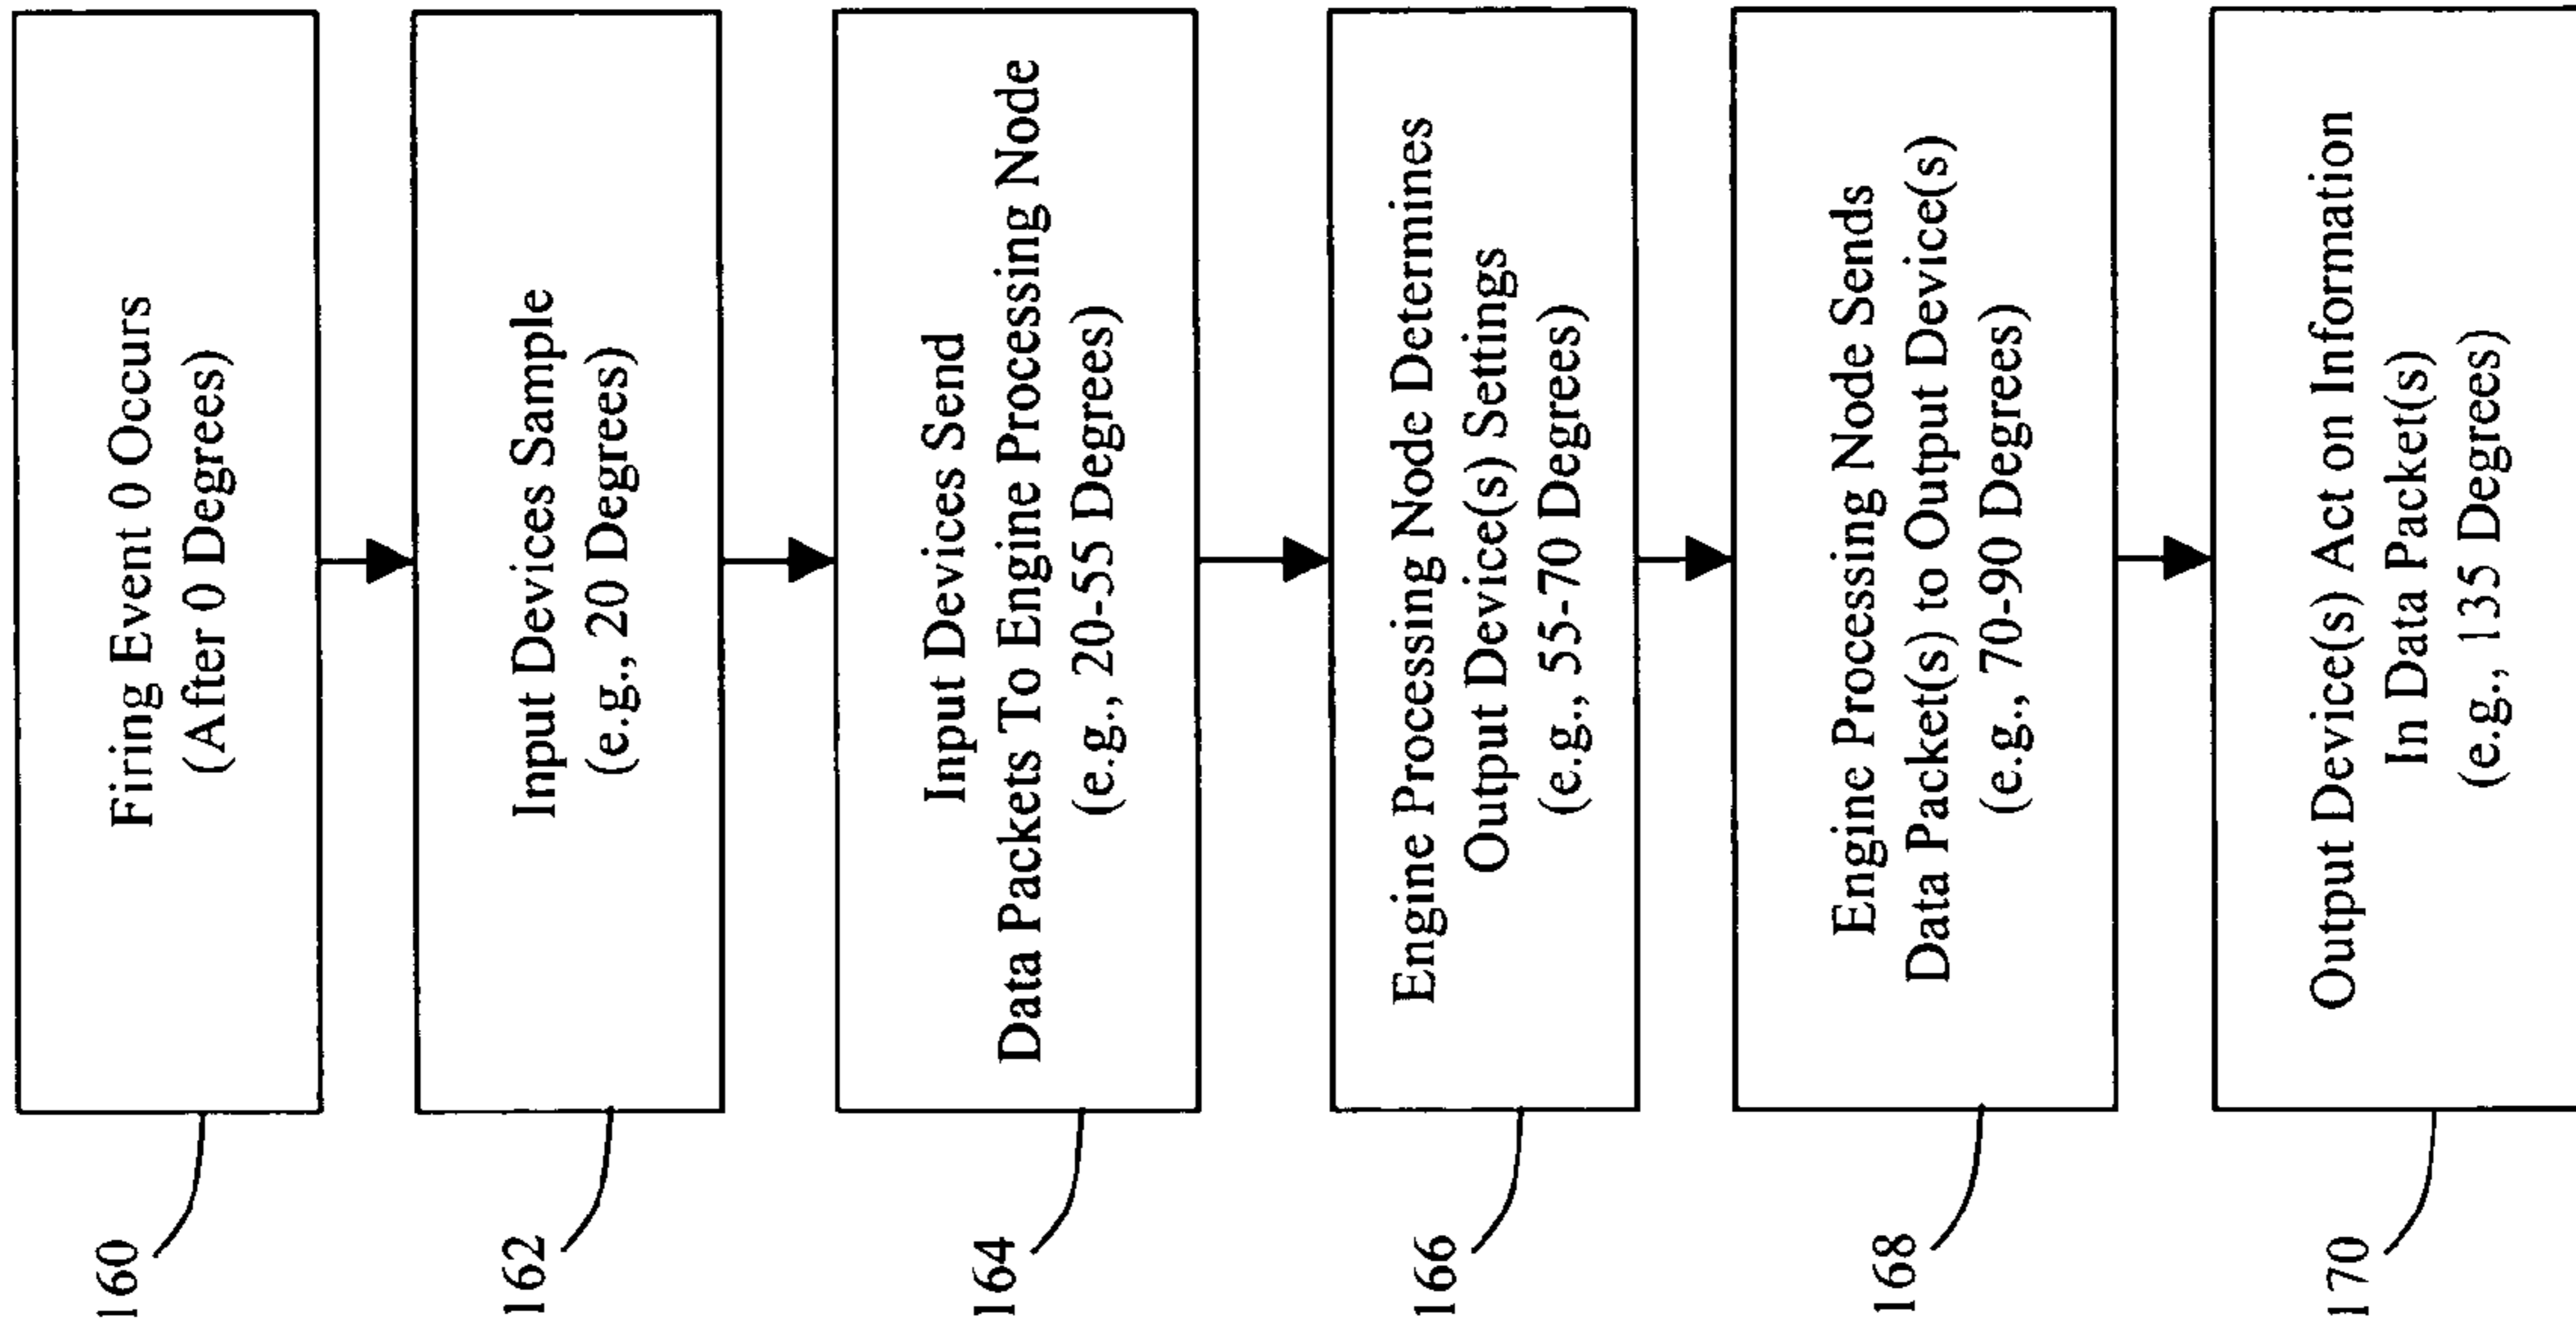 160
Firing Event 0 Occurs
(After 0 Degrees)
162
Input Devices Sample
(e.g., 20 Degrees)
164
Input Devices Send
Data Packets To Engine Processing Node
(e.g., 20-55 Degrees)
166
Engine Processing Node Determines
Output Device(s) Settings
(e.g., 55-70 Degrees)
168
Engine Processing Node Sends
Data Packet(s) to Output Device(s)
(e.g., 70-90 Degrees)
170
Output Device(s) Act on Information
In Data Packet(s)
(e.g., 135 Degrees)